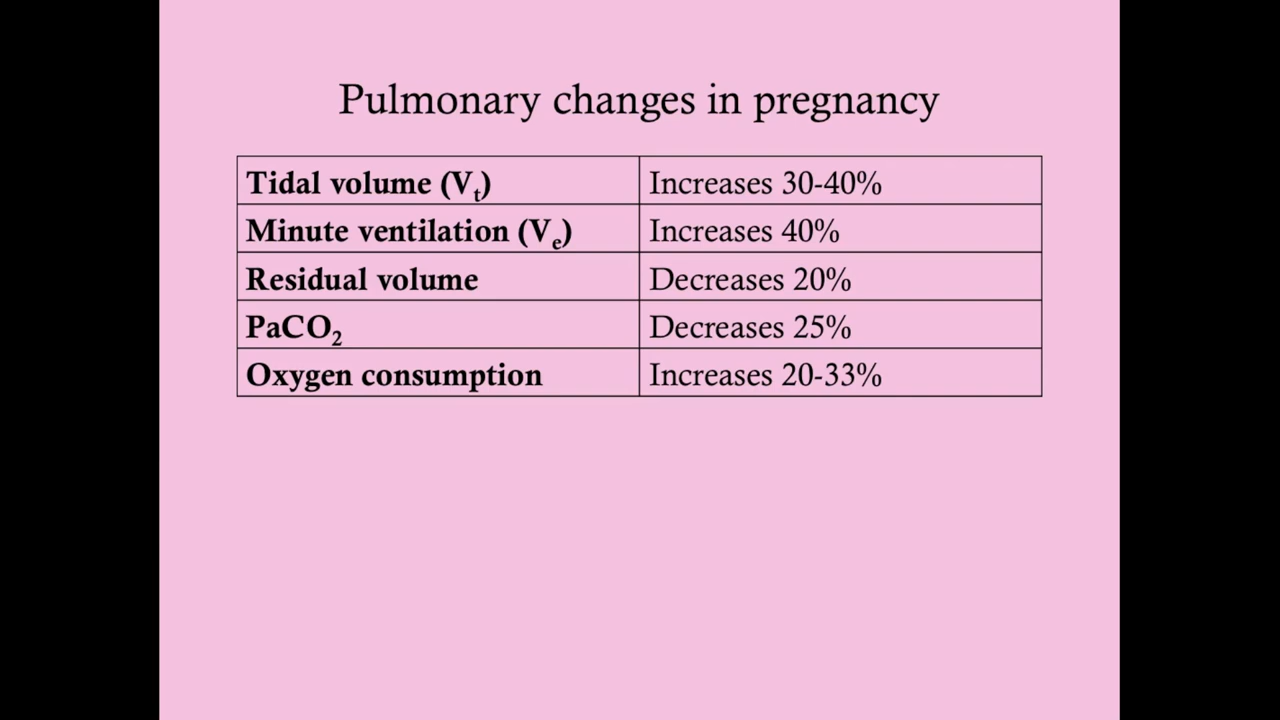 Pulmonary changes in pregnancy
Tidal volume (Vt) Increases 30-40%
Minute ventilation (Ve) Increases 40%
Residual volume Decreases 20%
PaCO2 Decreases 25%
Oxygen consumption Increases 20-33%